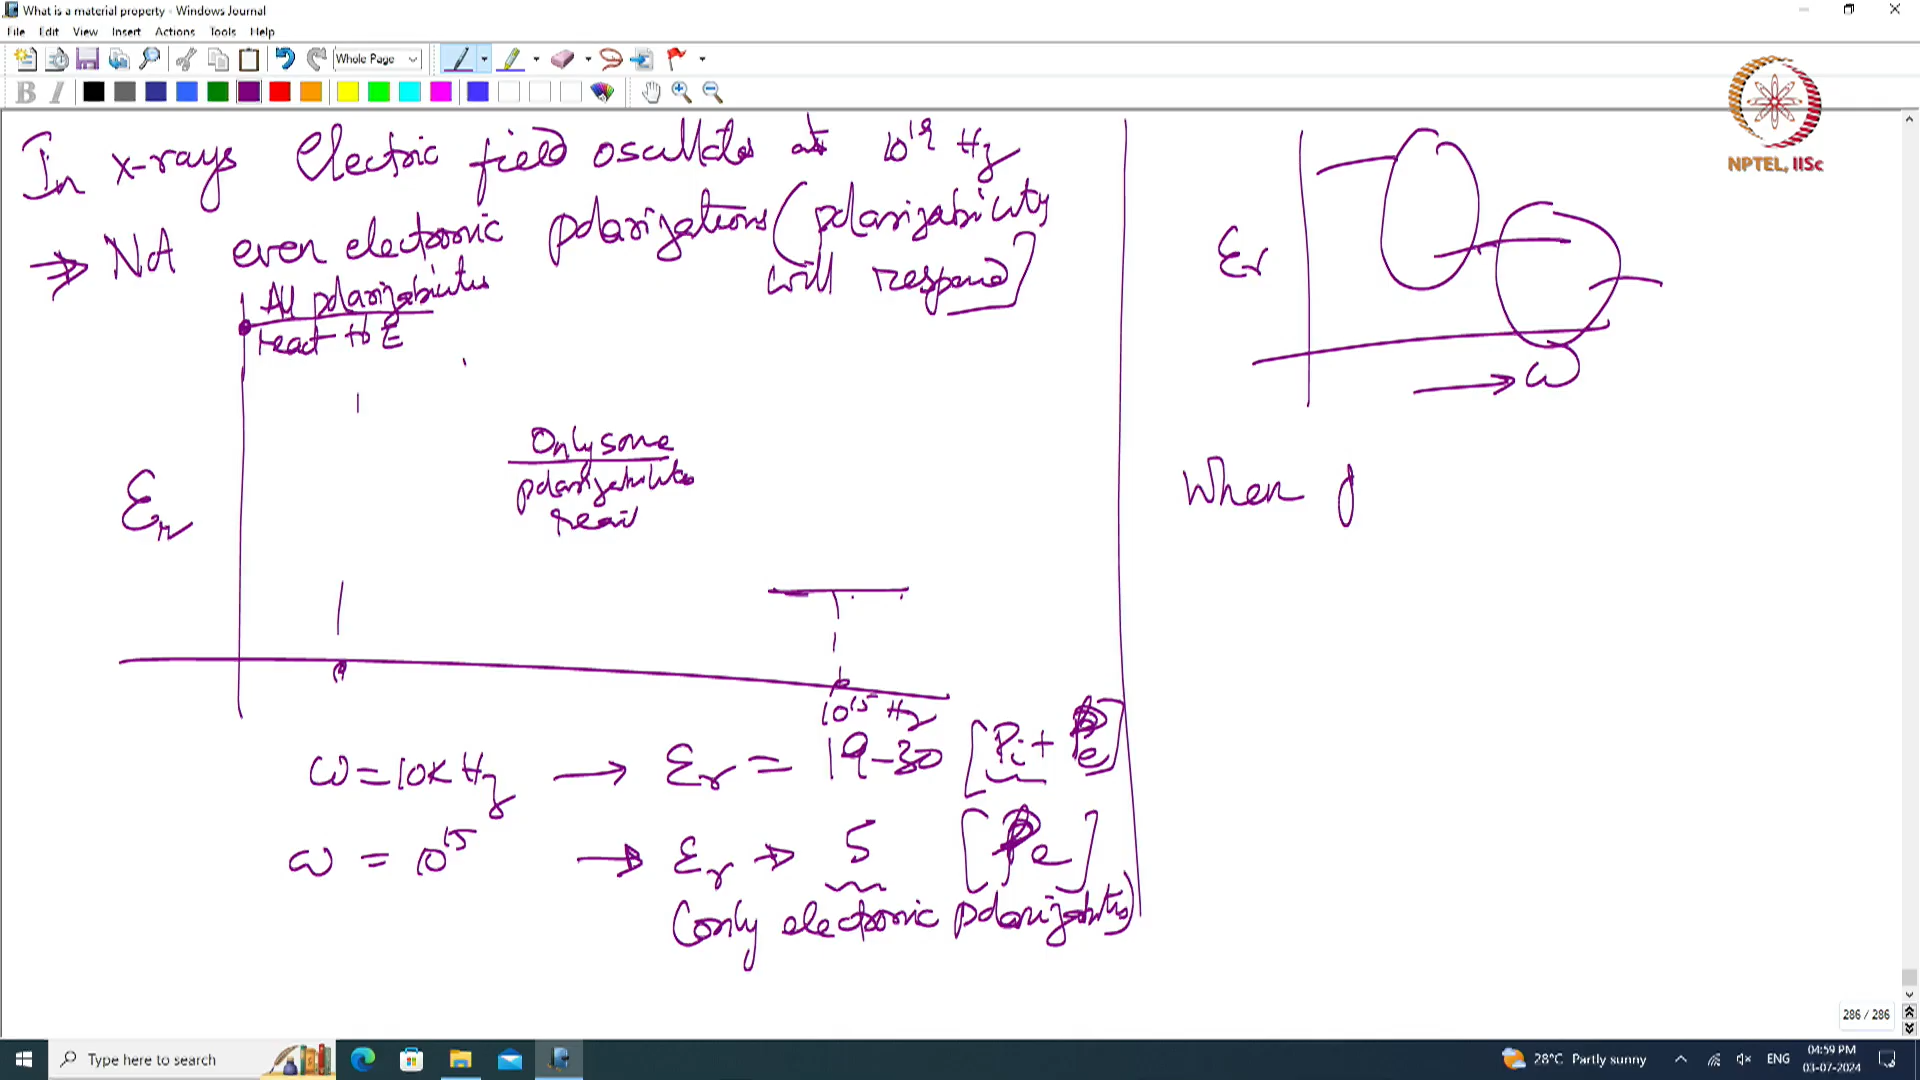 What is a material property - Windows Journal
File Edit View Insert Actions Tools Help
Whole Page
B I
NPTEL, IISc
In x-rays Electric field oscillates at 10^19 Hz
⇒ Not even electronic polarizations (polarizability
will respond)
All polarizabilities
react to E
Only some
polarizabilities
react
εr
10^15 Hz
ω = 10K Hz → εr = 19-30 [Pi + Pe]
ω = 10^15 → εr → 5 [Pe]
(only electronic polarizability)
εr
→ ω
When
286 / 286
Type here to search
28°C Partly sunny
ENG
04:59 PM
03-07-2024